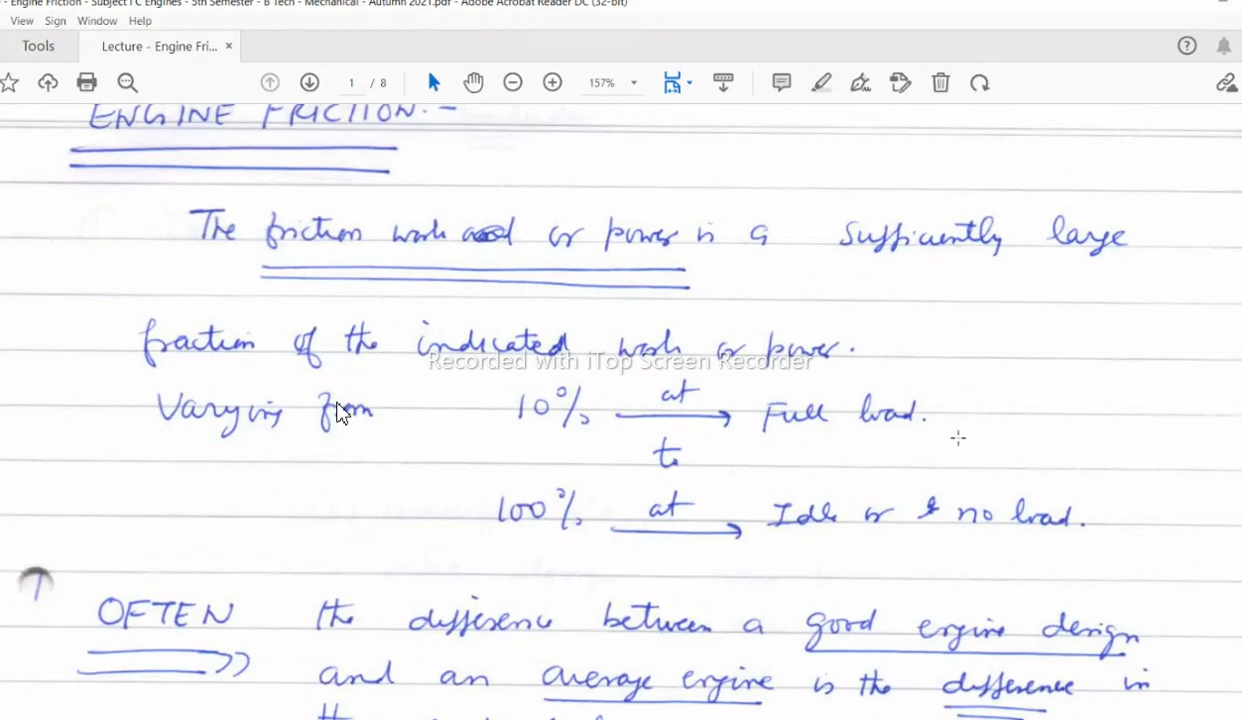 - Engine Friction - Subject I C Engines - 5th Semester - B Tech - Mechanical - Autumn 2021.pdf - Adobe Acrobat Reader DC (32-bit)
View Sign Window Help
Tools Lecture - Engine Fri... ×
1 / 8 157%
ENGINE FRICTION. -
The friction work or power is a sufficiently large
fraction of the indicated work or power.
Recorded with iTop Screen Recorder
Varying from 10% at → Full load.
to
100% at → Idle or no load.
OFTEN the difference between a good engine design
and an average engine is the difference in